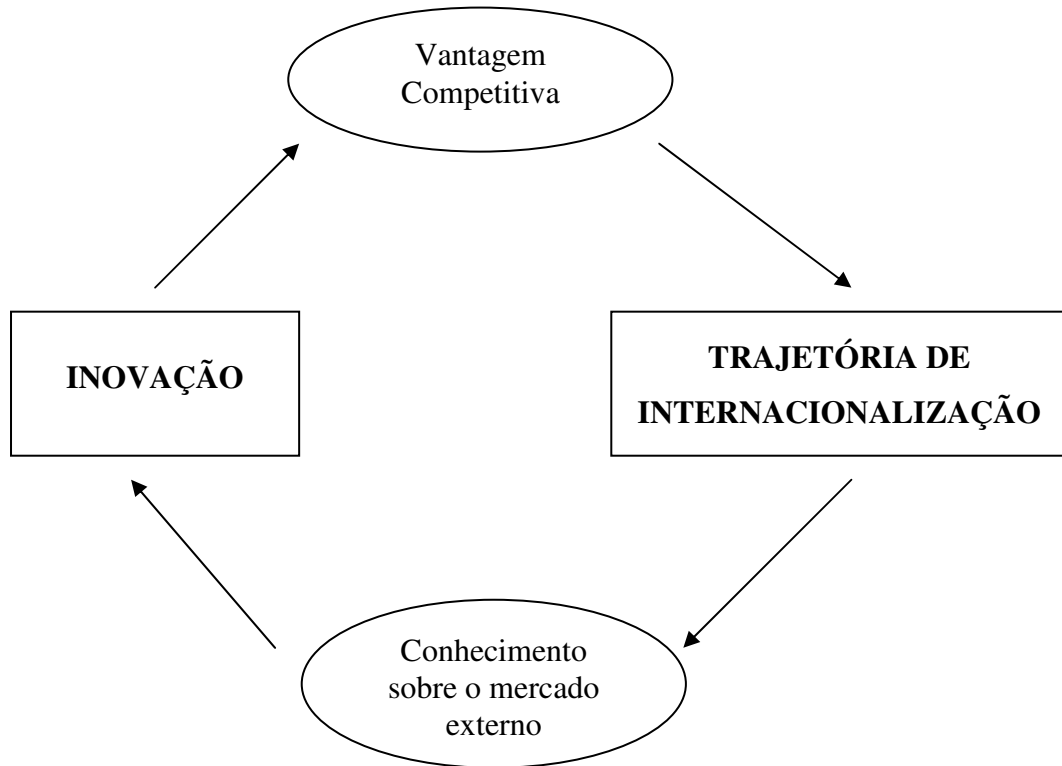 Vantagem
Competitiva
INOVAÇÃO
TRAJETÓRIA DE
INTERNACIONALIZAÇÃO
Conhecimento
sobre o mercado
externo